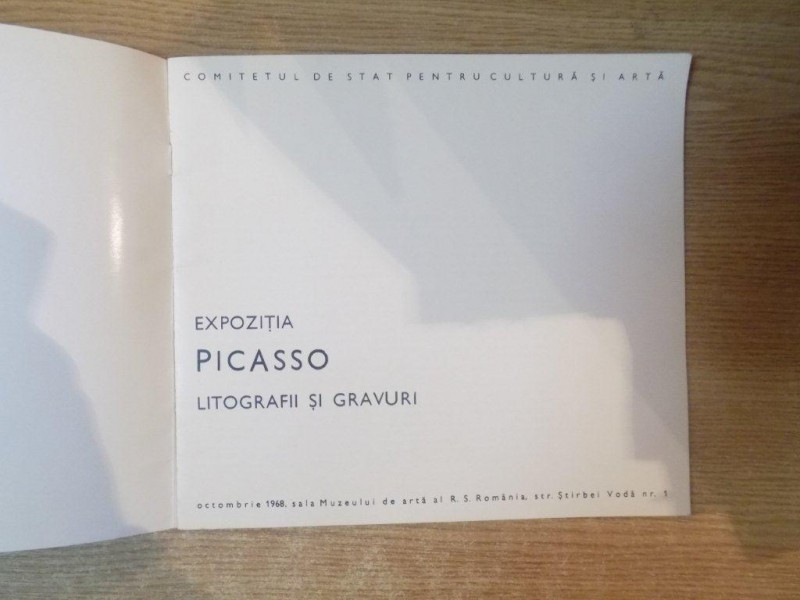 COMITETUL DE STAT PENTRU CULTURĂ ȘI ARTĂ
EXPOZIȚIA
PICASSO
LITOGRAFII ȘI GRAVURI
octombrie 1968, sala Muzeului de artă al R. S. România, str. Știrbei Vodă nr. 1